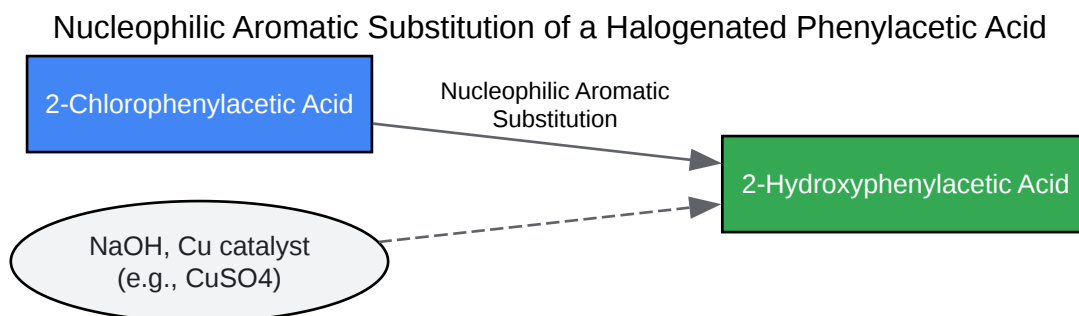 Nucleophilic Aromatic Substitution of a Halogenated Phenylacetic Acid
2-Chlorophenylacetic Acid
Nucleophilic Aromatic
Substitution
2-Hydroxyphenylacetic Acid
NaOH, Cu catalyst
(e.g., CuSO4)